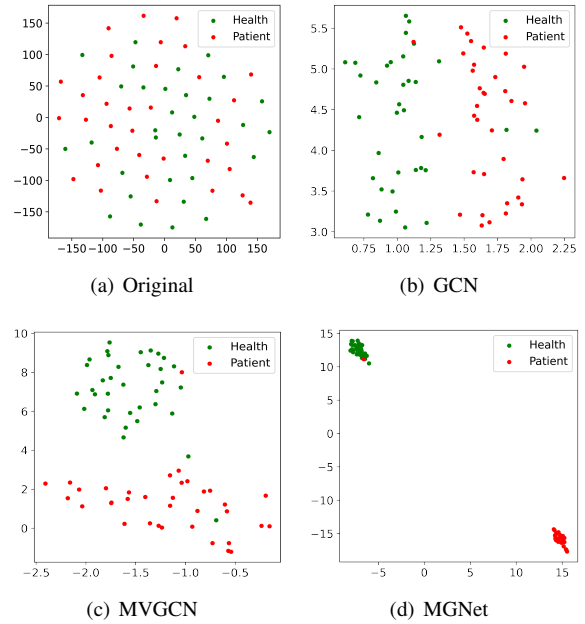 150
100
50
0
−50
−100
−150
−150 −100 −50 0 50 100 150
Health
Patient
(a) Original
5.5
5.0
4.5
4.0
3.5
3.0
0.75 1.00 1.25 1.50 1.75 2.00 2.25
Health
Patient
(b) GCN
10
8
6
4
2
0
−2.5 −2.0 −1.5 −1.0 −0.5
Health
Patient
(c) MVGCN
15
10
5
0
−5
−10
−15
−5 0 5 10 15
Health
Patient
(d) MGNet